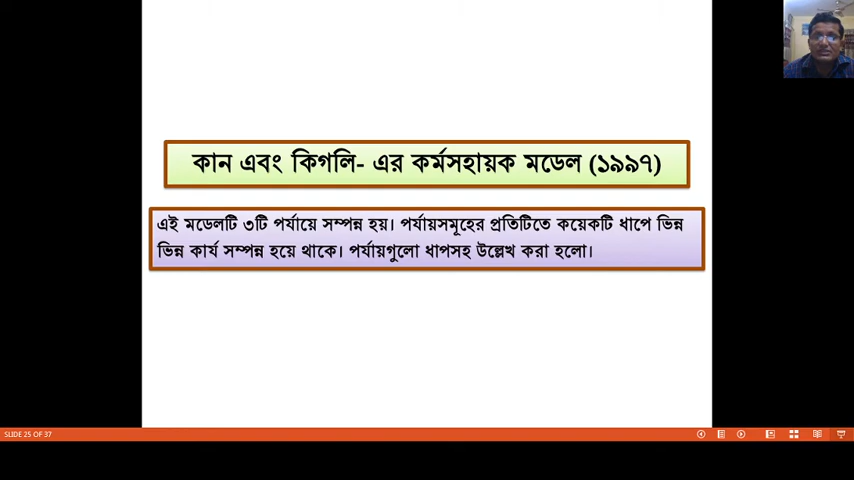 কান এবং কিগলি- এর কর্মসহায়ক মডেল (১৯৯৭)
এই মডেলটি ৩টি পর্যায়ে সম্পন্ন হয়। পর্যায়সমূহের প্রতিটিতে কয়েকটি ধাপে ভিন্ন
ভিন্ন কার্য সম্পন্ন হয়ে থাকে। পর্যায়গুলো ধাপসহ উল্লেখ করা হলো।
SLIDE 25 OF 37